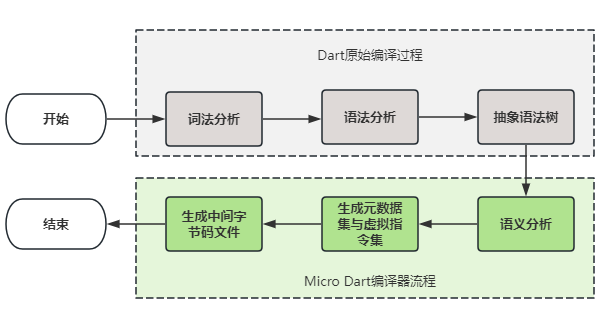 Dart原始编译过程
开始
词法分析
语法分析
抽象语法树
结束
生成中间字
节码文件
生成元数据
集与虚拟指
令集
语义分析
Micro Dart编译器流程